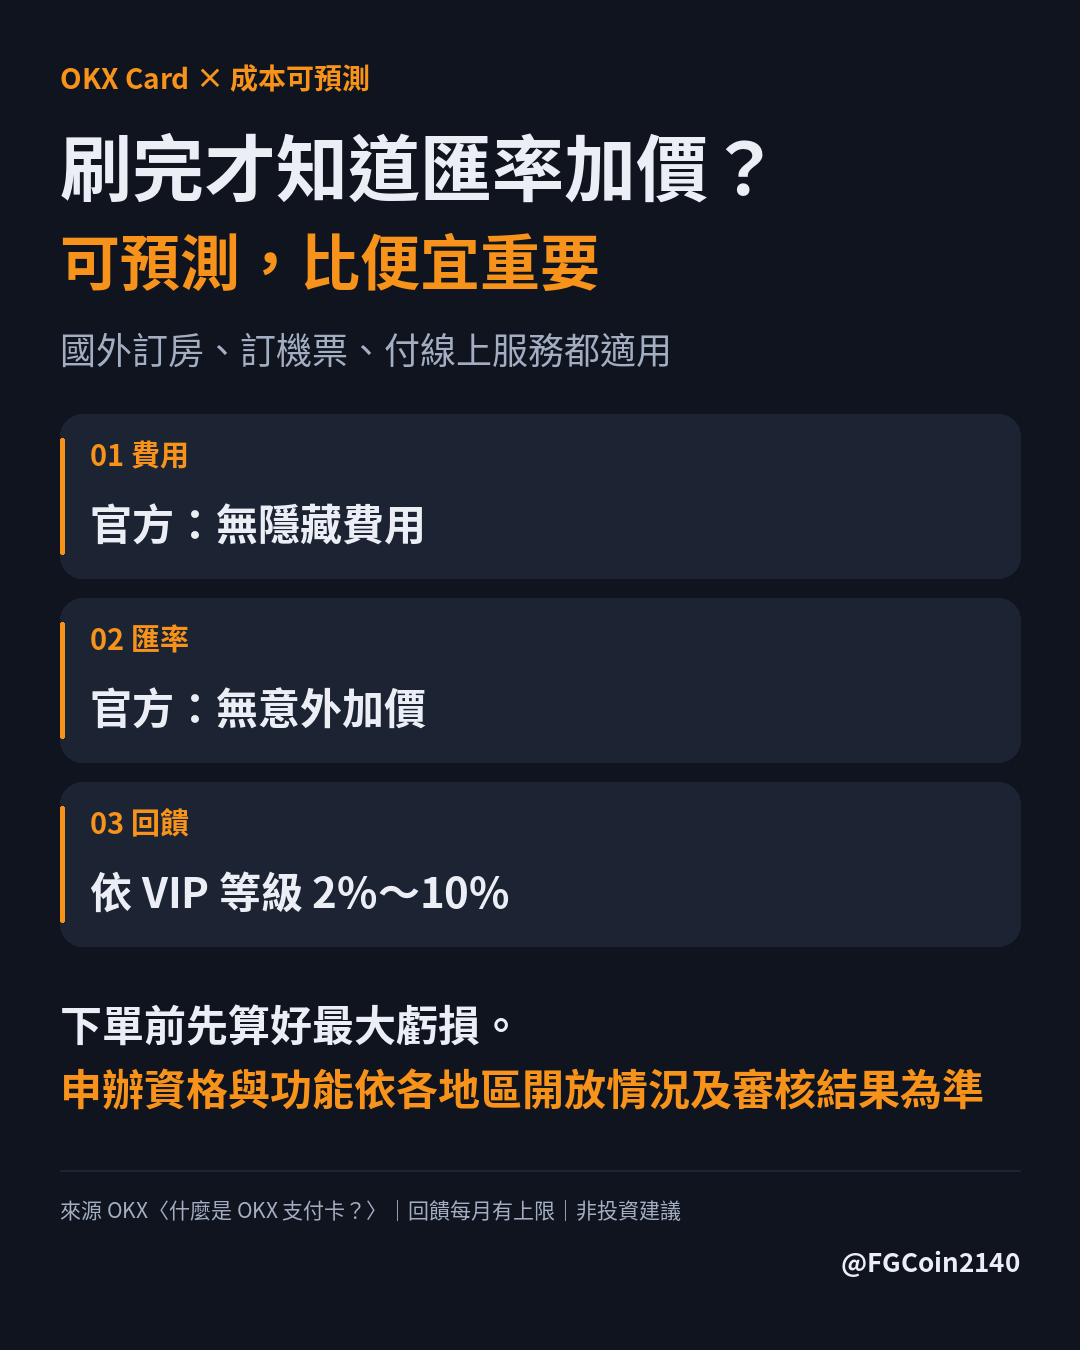 OKX Card × 成本可預測
刷完才知道匯率加價？
可預測，比便宜重要
國外訂房、訂機票、付線上服務都適用
01 費用
官方：無隱藏費用
02 匯率
官方：無意外加價
03 回饋
依 VIP 等級 2%～10%
下單前先算好最大虧損。
申辦資格與功能依各地區開放情況及審核結果為準
來源 OKX〈什麼是 OKX 支付卡？〉｜回饋每月有上限｜非投資建議
@FGCoin2140